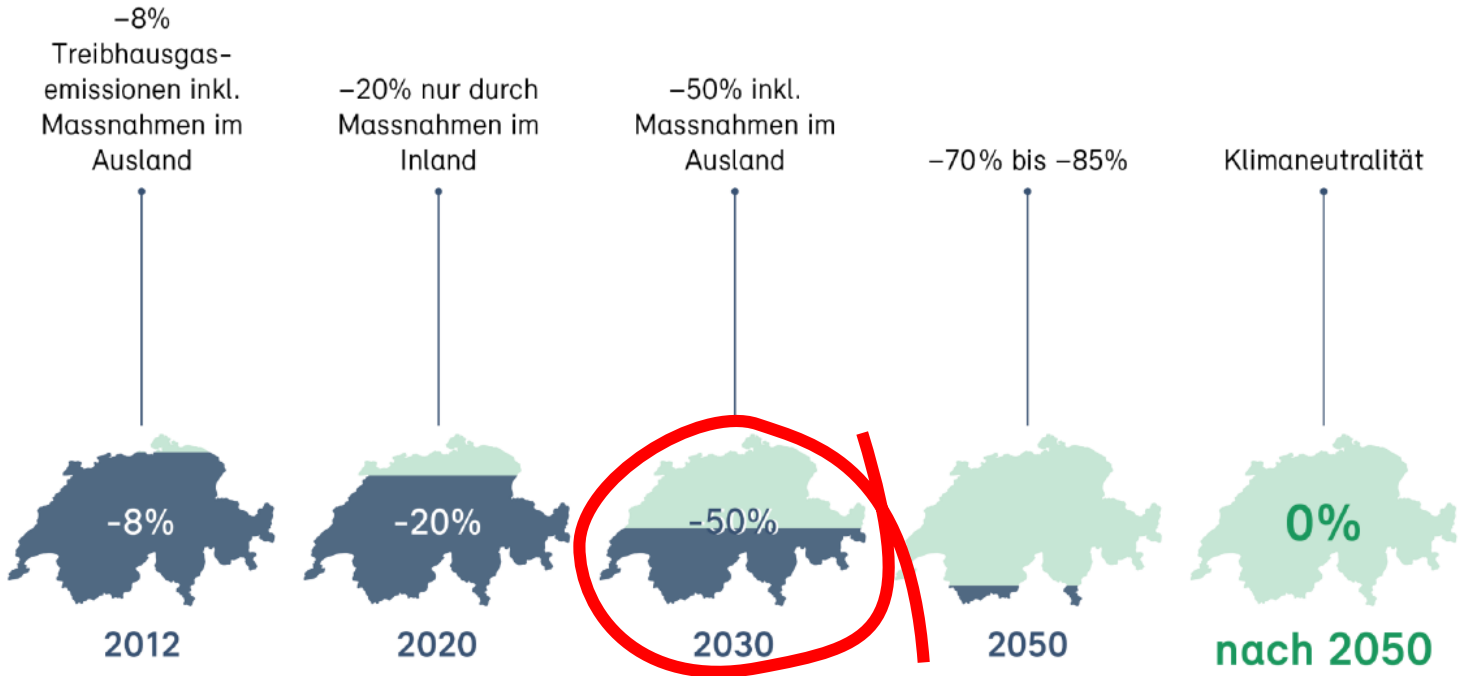 –8%
Treibhausgas-
emissionen inkl.
Massnahmen im
Ausland
–20% nur durch
Massnahmen im
Inland
–50% inkl.
Massnahmen im
Ausland
–70% bis –85%
Klimaneutralität
-8%
-20%
-50%
0%
2012
2020
2030
2050
nach 2050